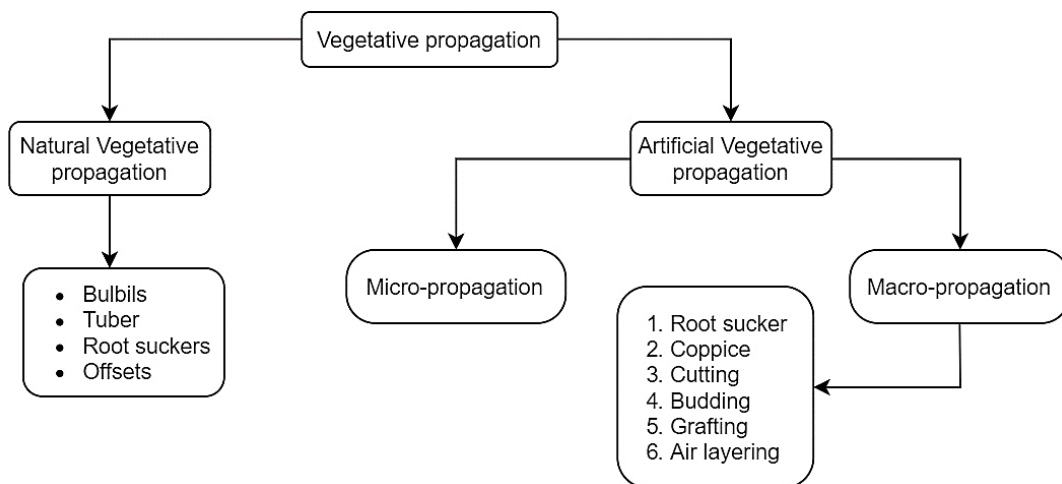 Vegetative propagation
Natural Vegetative
propagation
Artificial Vegetative
propagation
Micro-propagation
Macro-propagation
• Bulbils
• Tuber
• Root suckers
• Offsets
1. Root sucker
2. Coppice
3. Cutting
4. Budding
5. Grafting
6. Air layering